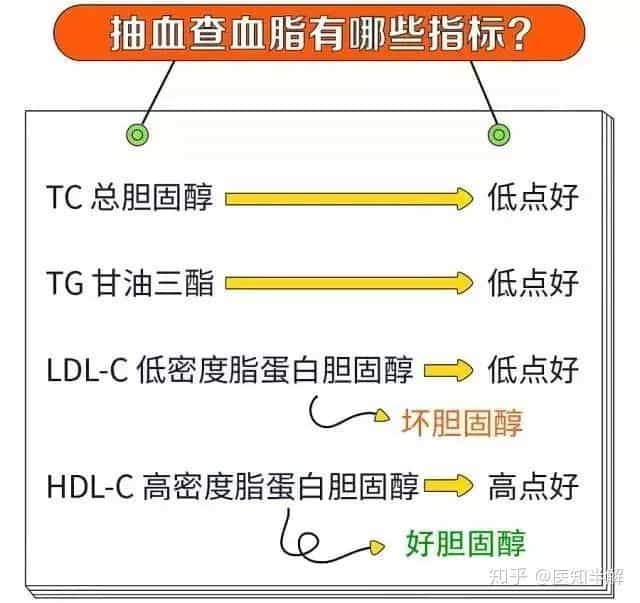 抽血查血脂有哪些指标?
TC 总胆固醇 低点好
TG 甘油三酯 低点好
LDL-C 低密度脂蛋白胆固醇 低点好
坏胆固醇
HDL-C 高密度脂蛋白胆固醇 高点好
好胆固醇
知乎 @医知半解